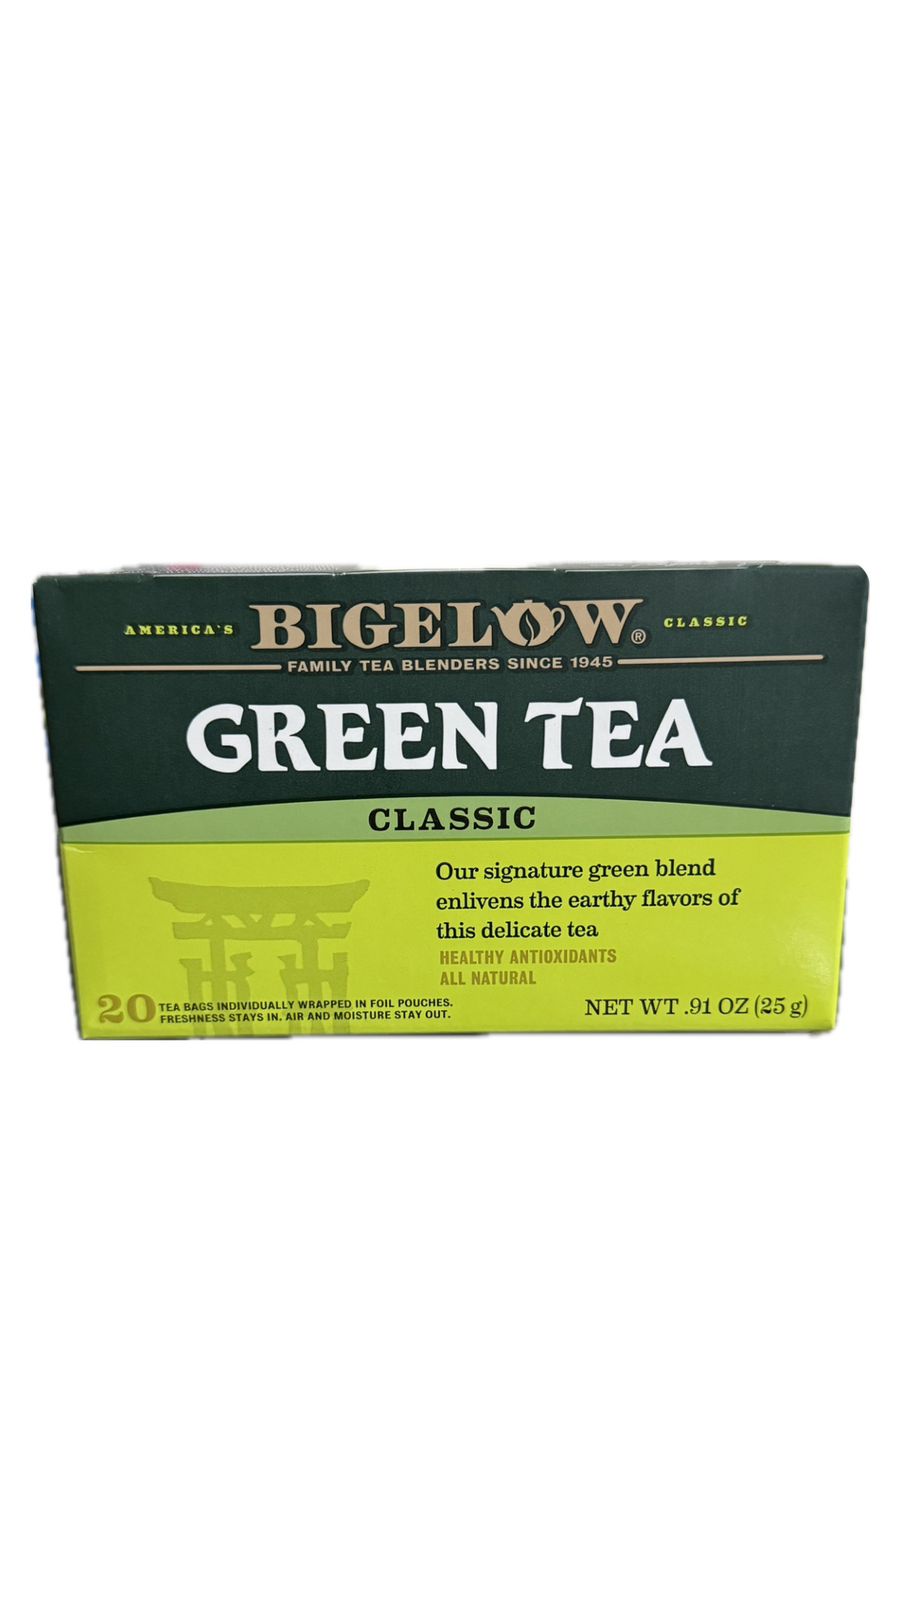 AMERICA'S BIGELOW® CLASSIC
FAMILY TEA BLENDERS SINCE 1945
GREEN TEA
CLASSIC
Our signature green blend
enlivens the earthy flavors of
this delicate tea
HEALTHY ANTIOXIDANTS
ALL NATURAL
20 TEA BAGS INDIVIDUALLY WRAPPED IN FOIL POUCHES.
FRESHNESS STAYS IN. AIR AND MOISTURE STAY OUT.
NET WT .91 OZ (25 g)